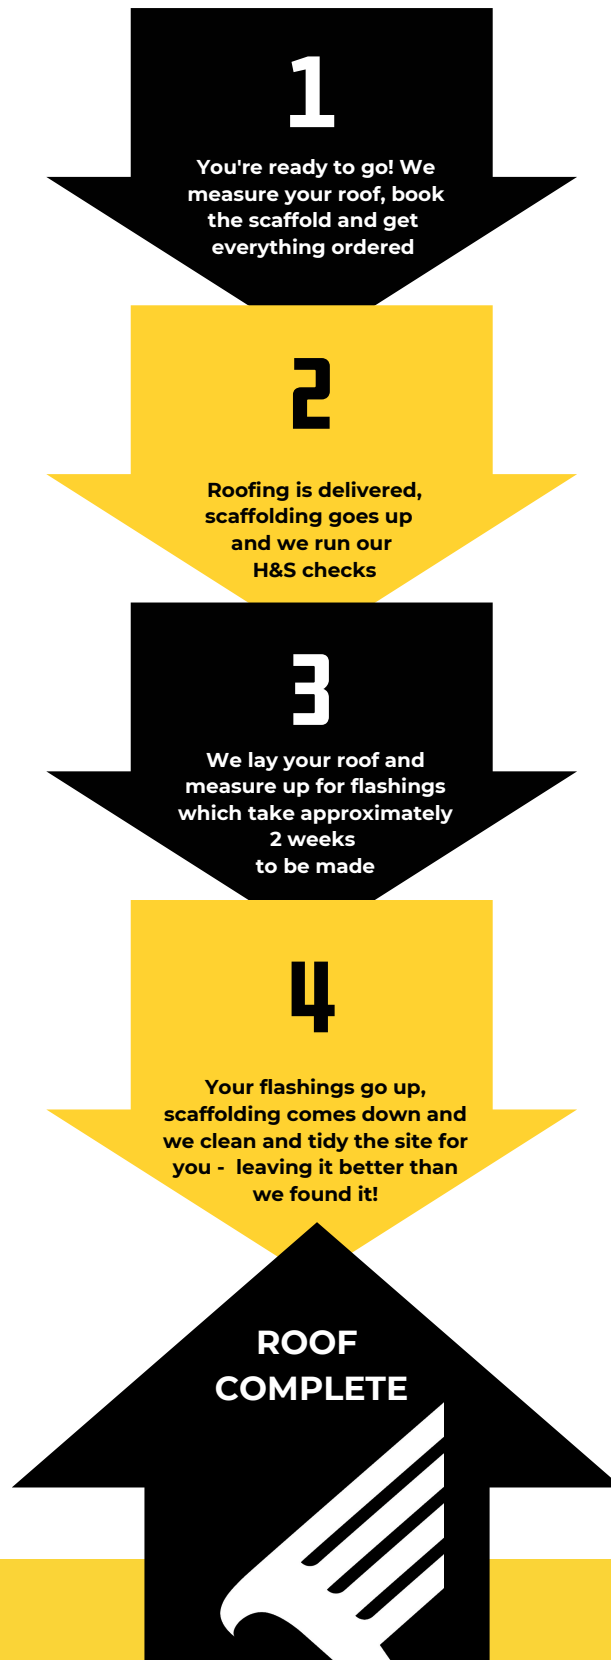 1
You're ready to go! We
measure your roof, book
the scaffold and get
everything ordered
2
Roofing is delivered,
scaffolding goes up
and we run our
H&S checks
3
We lay your roof and
measure up for flashings
which take approximately
2 weeks
to be made
4
Your flashings go up,
scaffolding comes down and
we clean and tidy the site for
you -  leaving it better than
we found it!
ROOF
COMPLETE